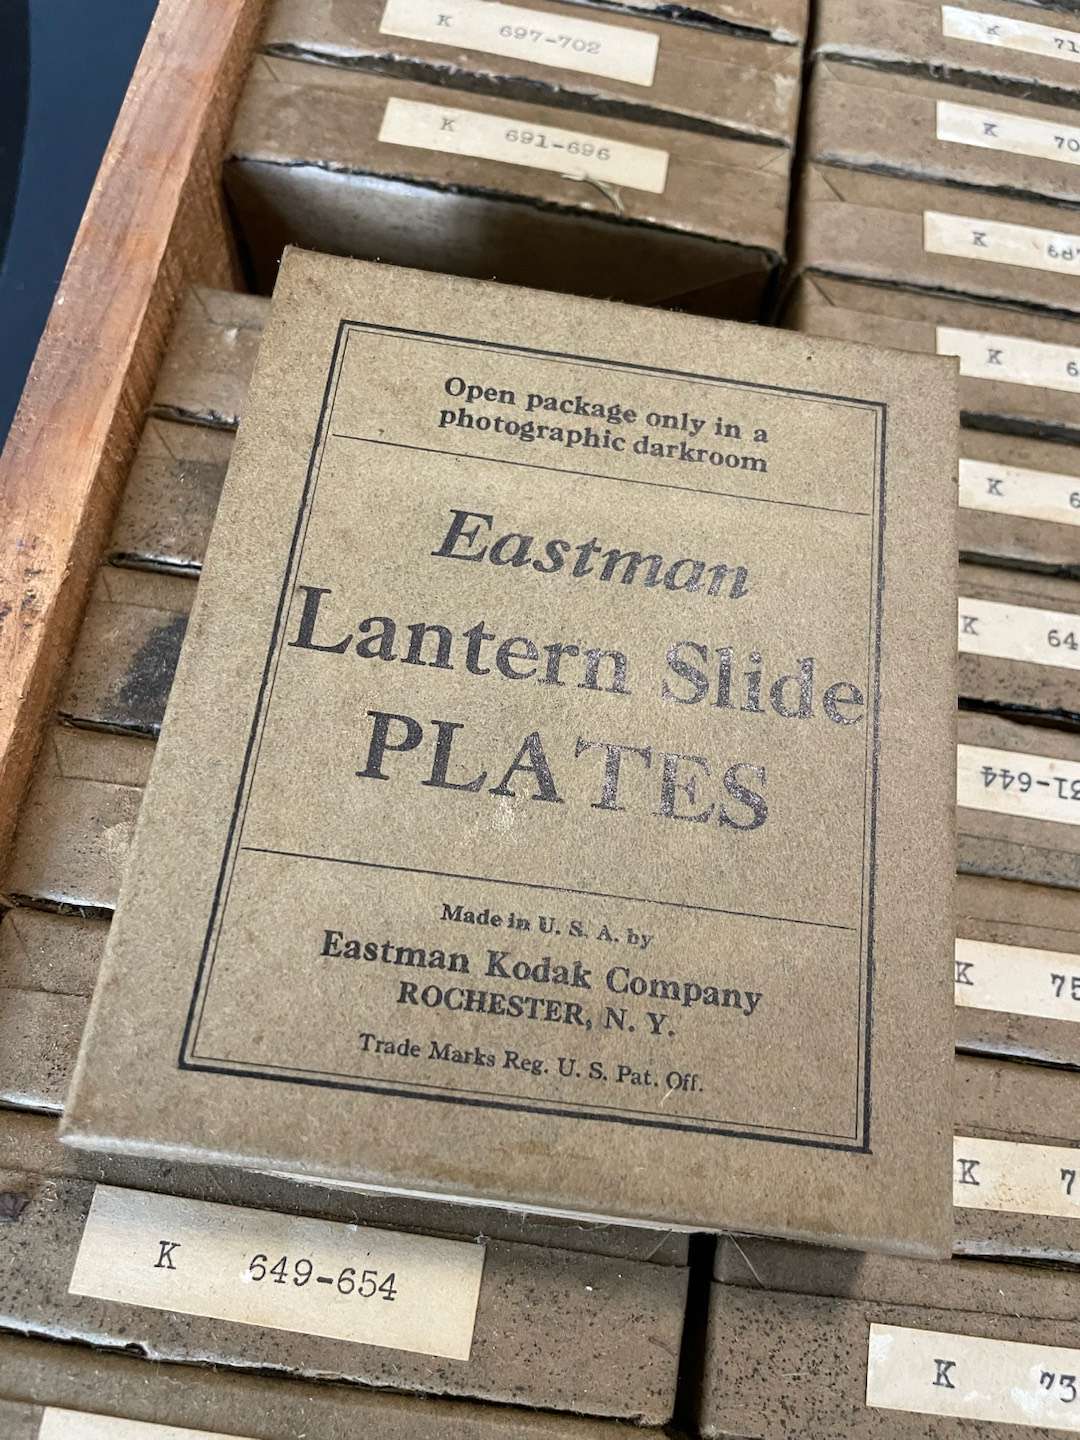 K 697-702
K 691-696
K
K
K
K
K
K
K
K
K
Open package only in a
photographic darkroom
Eastman
Lantern Slide
PLATES
Made in U. S. A. by
Eastman Kodak Company
ROCHESTER, N. Y.
Trade Marks Reg. U. S. Pat. Off.
K 649-654